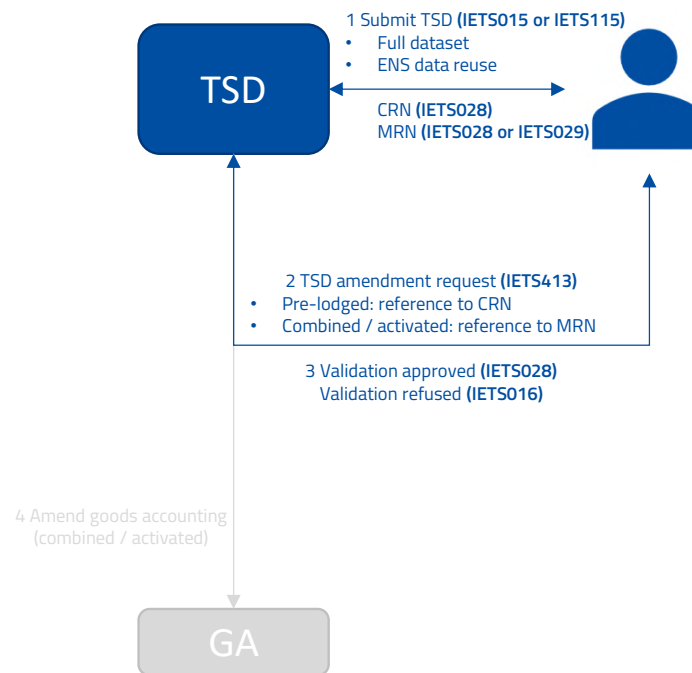 1 Submit TSD (IETS015 or IETS115)
• Full dataset
• ENS data reuse
TSD
CRN (IETS028)
MRN (IETS028 or IETS029)
2 TSD amendment request (IETS413)
• Pre-lodged: reference to CRN
• Combined / activated: reference to MRN
3 Validation approved (IETS028)
Validation refused (IETS016)
4 Amend goods accounting
(combined / activated)
GA